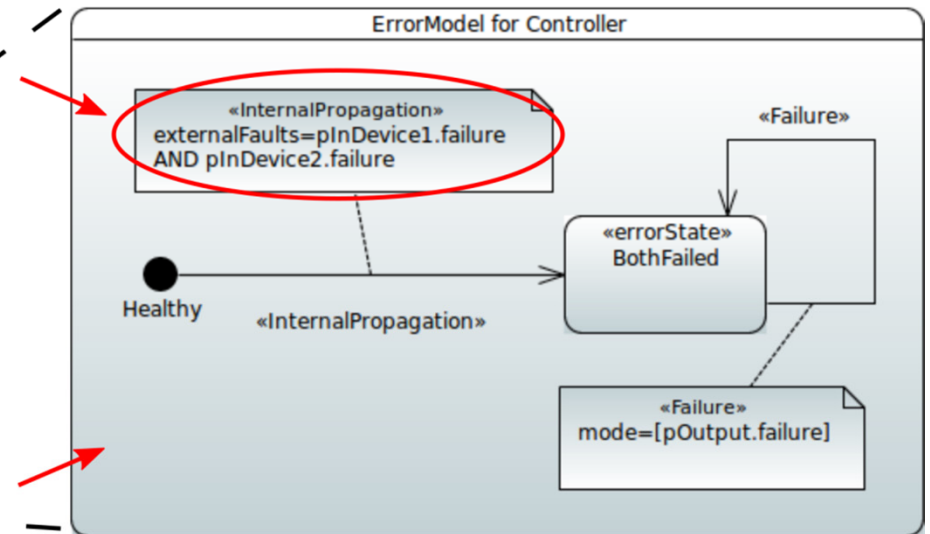 ErrorModel for Controller
«InternalPropagation»
externalFaults=pInDevice1.failure
AND pInDevice2.failure
«Failure»
«errorState»
BothFailed
Healthy
«InternalPropagation»
«Failure»
mode=[pOutput.failure]